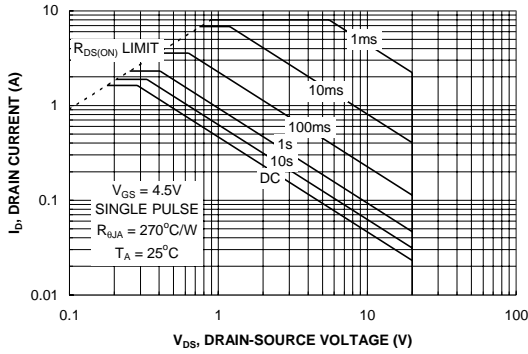 10
R_DS(ON) LIMIT
1ms
10ms
1
100ms
1s
10s
DC
V_GS = 4.5V
SINGLE PULSE
R_θJA = 270°C/W
T_A = 25°C
0.1
0.01
0.1
1
10
100
I_D, DRAIN CURRENT (A)
V_DS, DRAIN-SOURCE VOLTAGE (V)